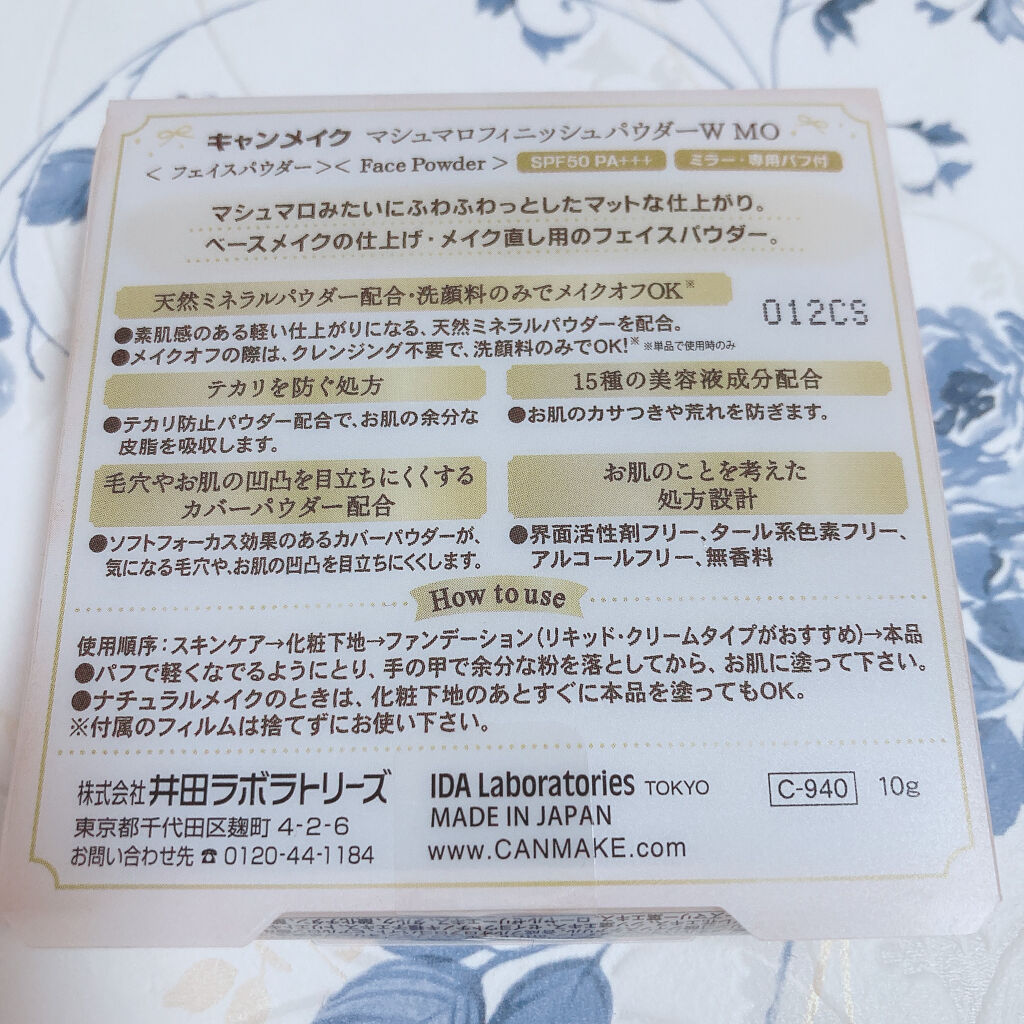 キャンメイク マシュマロフィニッシュパウダーW MO
＜フェイスパウダー＞＜ Face Powder ＞ SPF50 PA+++ ミラー・専用パフ付
マシュマロみたいにふわふわっとしたマットな仕上がり。
ベースメイクの仕上げ・メイク直し用のフェイスパウダー。
天然ミネラルパウダー配合・洗顔料のみでメイクオフOK※
012CS
●素肌感のある軽い仕上がりになる、天然ミネラルパウダーを配合。
●メイクオフの際は、クレンジング不要で、洗顔料のみでOK!※ ※単品で使用時のみ
テカリを防ぐ処方
●テカリ防止パウダー配合で、お肌の余分な
皮脂を吸収します。
15種の美容液成分配合
●お肌のカサつきや荒れを防ぎます。
毛穴やお肌の凹凸を目立ちにくくする
カバーパウダー配合
●ソフトフォーカス効果のあるカバーパウダーが、
気になる毛穴や、お肌の凹凸を目立ちにくくします。
お肌のことを考えた
処方設計
●界面活性剤フリー、タール系色素フリー、
アルコールフリー、無香料
How to use
使用順序：スキンケア→化粧下地→ファンデーション（リキッド・クリームタイプがおすすめ）→本品
●パフで軽くなでるようにとり、手の甲で余分な粉を落としてから、お肌に塗って下さい。
●ナチュラルメイクのときは、化粧下地のあとすぐに本品を塗ってもOK。
※付属のフィルムは捨てずにお使い下さい。
株式会社井田ラボラトリーズ
東京都千代田区麹町 4-2-6
お問い合わせ先 ☎ 0120-44-1184
IDA Laboratories TOKYO
MADE IN JAPAN
www.CANMAKE.com
C-940 10g